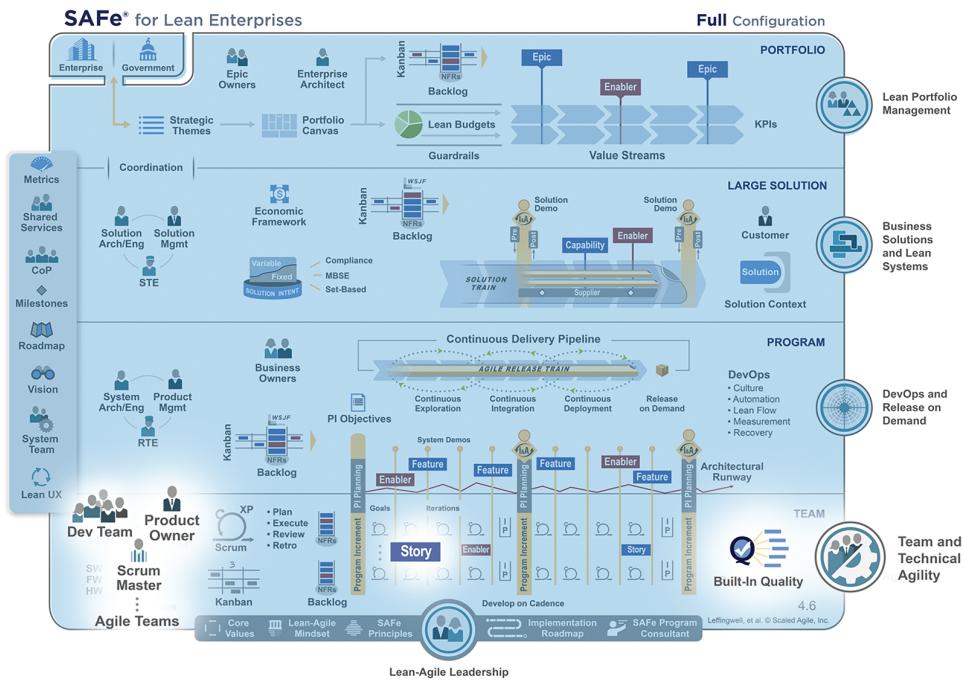 SAFe® for Lean Enterprises
Full Configuration
Enterprise
Government
Epic
Owners
Enterprise
Architect
Kanban
NFRs
Backlog
Epic
Enabler
Epic
PORTFOLIO
Lean Portfolio
Management
Strategic
Themes
Portfolio
Canvas
Lean Budgets
Guardrails
Value Streams
KPIs
Coordination
Metrics
Shared
Services
CoP
Milestones
Roadmap
Vision
System
Team
Lean UX
LARGE SOLUTION
Solution
Arch/Eng
Solution
Mgmt
STE
Economic
Framework
Kanban
WSJF
NFRs
Backlog
Variable
Fixed
SOLUTION INTENT
Compliance
MBSE
Set-Based
SOLUTION
TRAIN
Solution
Demo
I&A
Pre
Post
Capability
Enabler
Supplier
Solution
Demo
I&A
Pre
Post
Customer
Solution
Solution Context
Business
Solutions
and Lean
Systems
PROGRAM
Continuous Delivery Pipeline
AGILE RELEASE TRAIN
Continuous
Exploration
Continuous
Integration
Continuous
Deployment
Release
on Demand
Business
Owners
System
Arch/Eng
Product
Mgmt
RTE
PI Objectives
Kanban
WSJF
NFRs
Backlog
DevOps
• Culture
• Automation
• Lean Flow
• Measurement
• Recovery
DevOps and
Release on
Demand
System Demos
Enabler
Feature
Feature
I&A
Feature
Enabler
Feature
Architectural
Runway
PI Planning
PI Planning
PI Planning
TEAM
Dev Team
Product
Owner
Scrum
Master
Agile Teams
SW
FW
HW
XP
Scrum
• Plan
• Execute
• Review
• Retro
Kanban
3
NFRs
NFRs
Backlog
Program Increment
Goals
Iterations
Story
Enabler
IP
IP
Program Increment
Story
IP
IP
Program Increment
Develop on Cadence
Built-In Quality
Team and
Technical
Agility
4.6
Leffingwell, et al. © Scaled Agile, Inc.
Core
Values
Lean-Agile
Mindset
SAFe
Principles
Implementation
Roadmap
SAFe Program
Consultant
Lean-Agile Leadership